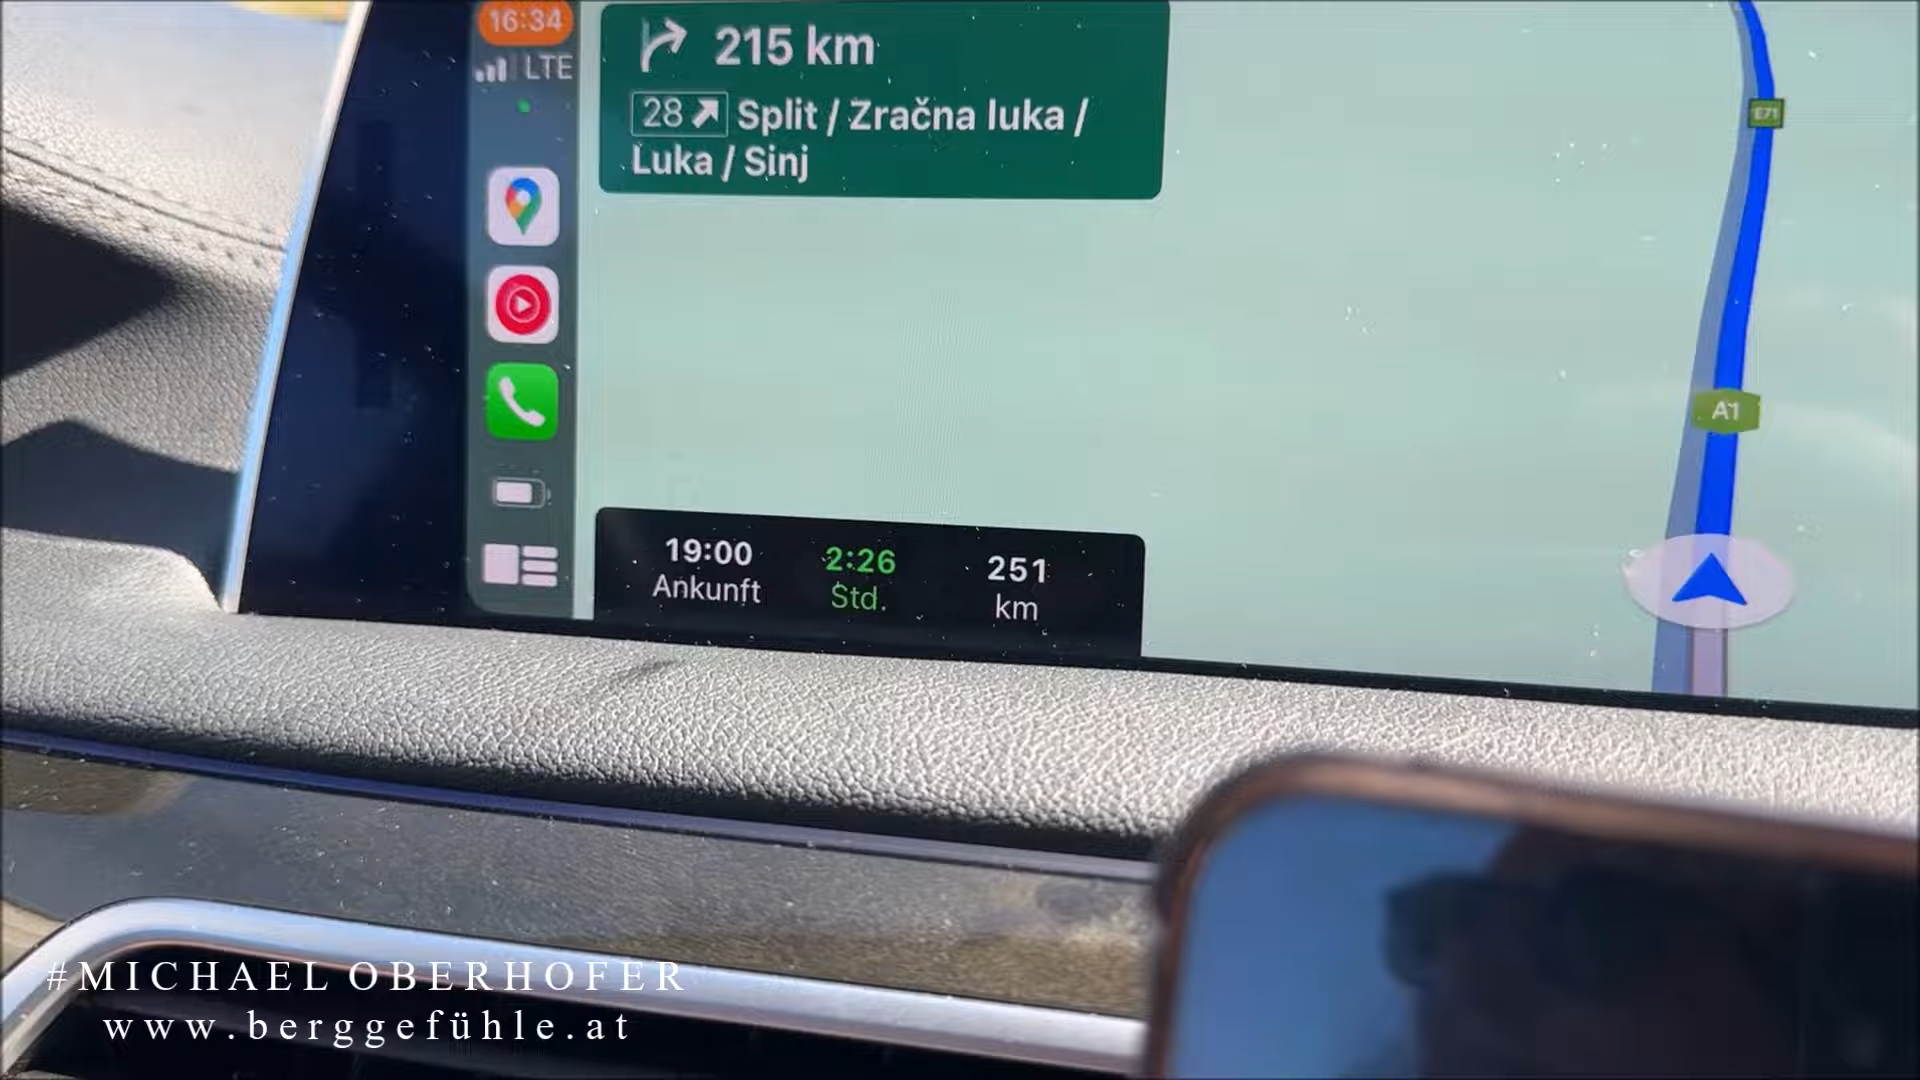 16:34
LTE
215 km
28 Split / Zračna luka /
Luka / Sinj
E71
A1
19:00 2:26 251
Ankunft Std. km
#MICHAEL OBERHOFER
www.berggefühle.at